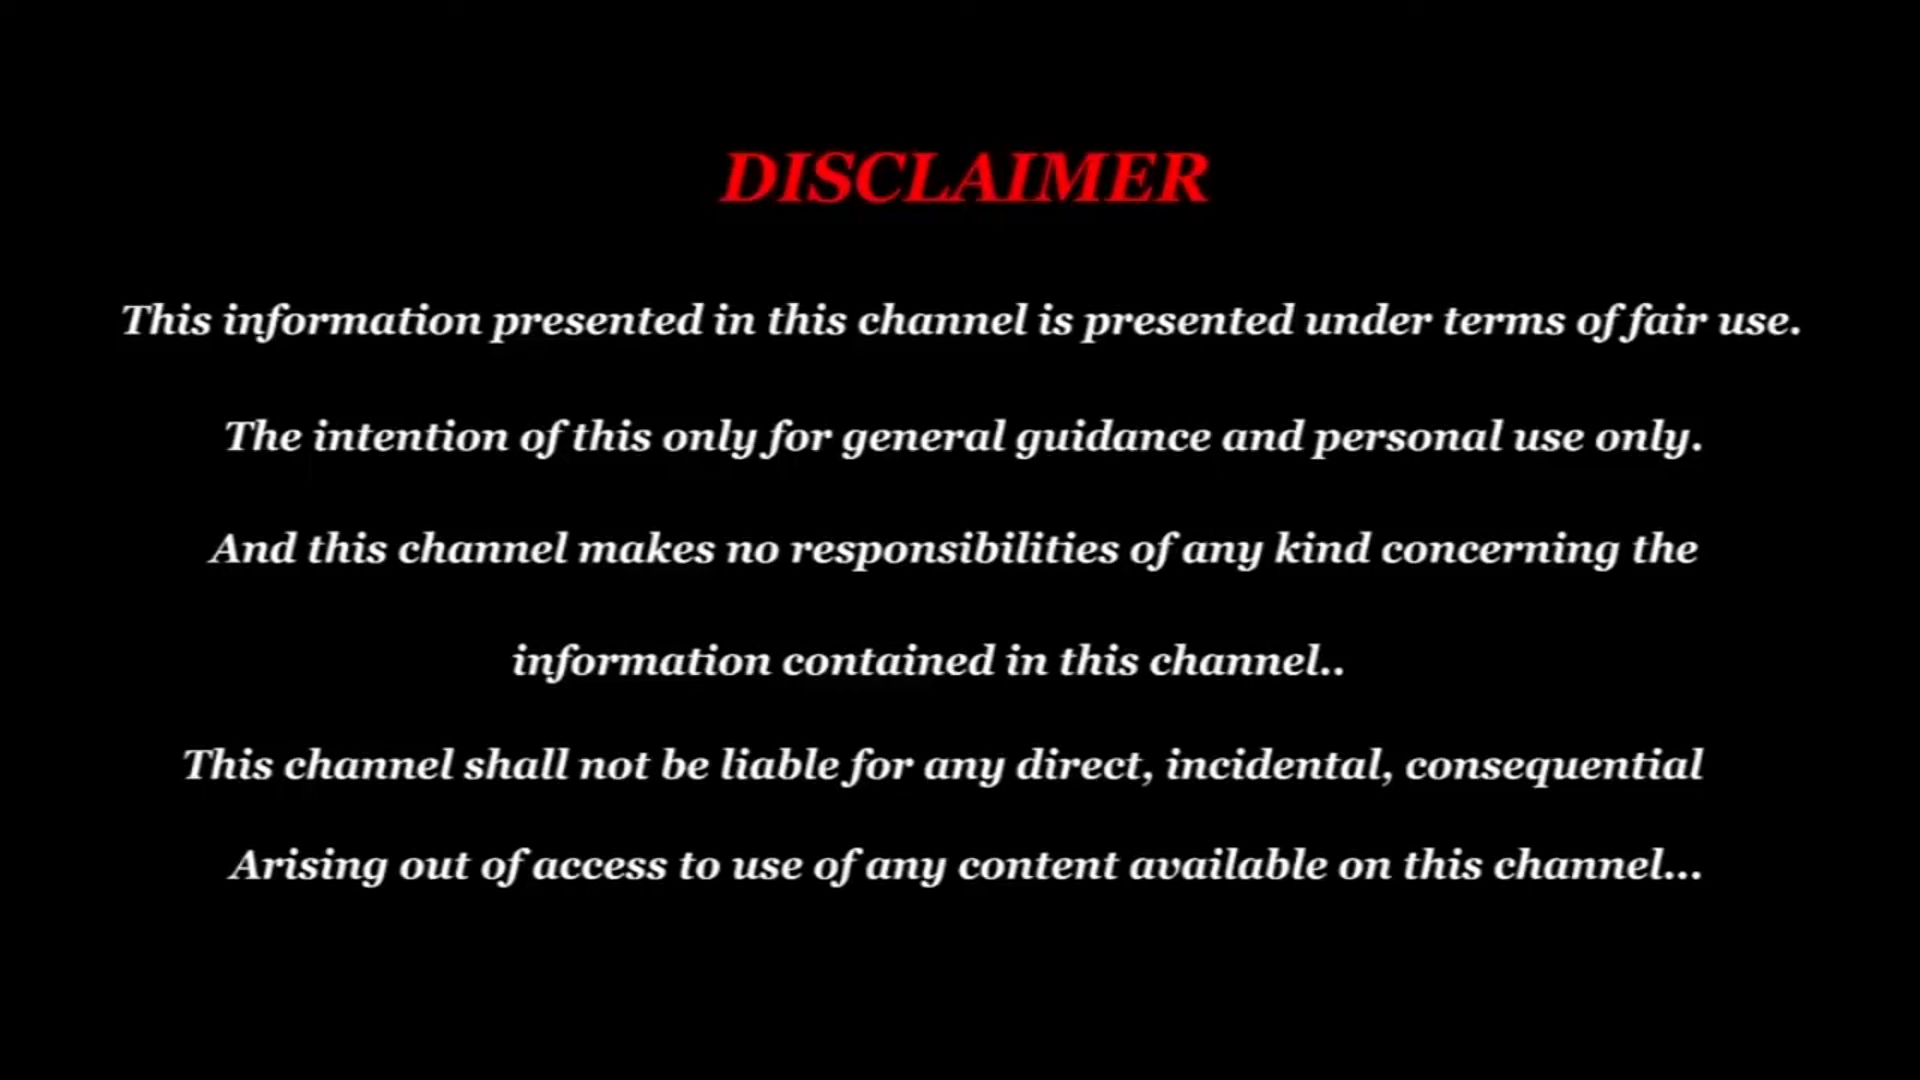 DISCLAIMER
This information presented in this channel is presented under terms of fair use.
The intention of this only for general guidance and personal use only.
And this channel makes no responsibilities of any kind concerning the
information contained in this channel..
This channel shall not be liable for any direct, incidental, consequential
Arising out of access to use of any content available on this channel...